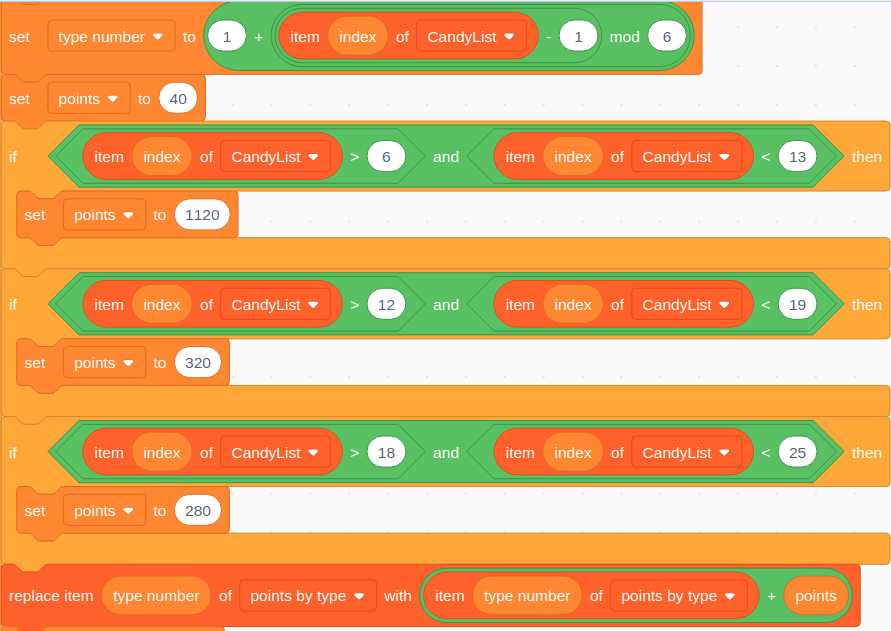 set type number to 1 + item index of CandyList - 1 mod 6
set points to 40
if item index of CandyList > 6 and item index of CandyList < 13 then
set points to 1120
if item index of CandyList > 12 and item index of CandyList < 19 then
set points to 320
if item index of CandyList > 18 and item index of CandyList < 25 then
set points to 280
replace item type number of points by type with item type number of points by type + points